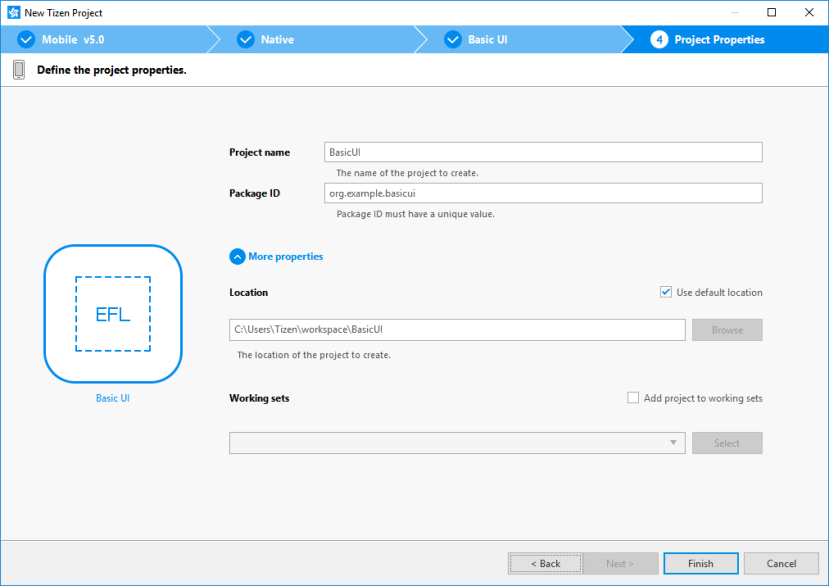 New Tizen Project
Mobile v5.0
Native
Basic UI
4 Project Properties
Define the project properties.
Project name
BasicUI
The name of the project to create.
Package ID
org.example.basicui
Package ID must have a unique value.
More properties
Location
Use default location
C:\Users\Tizen\workspace\BasicUI
Browse
The location of the project to create.
EFL
Basic UI
Working sets
Add project to working sets
Select
< Back
Next >
Finish
Cancel